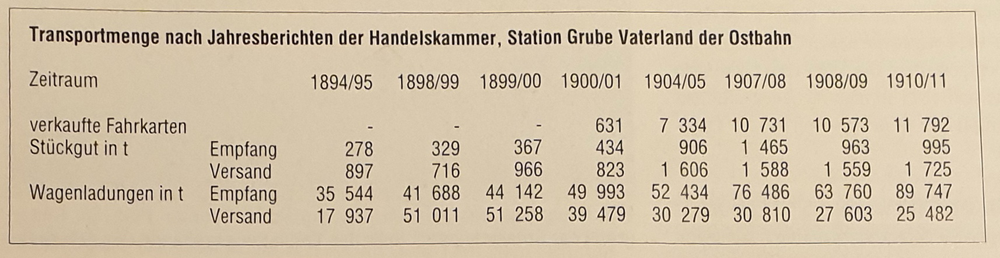 Transportmenge nach Jahresberichten der Handelskammer, Station Grube Vaterland der Ostbahn
Zeitraum 1894/95 1898/99 1899/00 1900/01 1904/05 1907/08 1908/09 1910/11
verkaufte Fahrkarten - - - 631 7 334 10 731 10 573 11 792
Stückgut in t Empfang 278 329 367 434 906 1 465 963 995
Versand 897 716 966 823 1 606 1 588 1 559 1 725
Wagenladungen in t Empfang 35 544 41 688 44 142 49 993 52 434 76 486 63 760 89 747
Versand 17 937 51 011 51 258 39 479 30 279 30 810 27 603 25 482